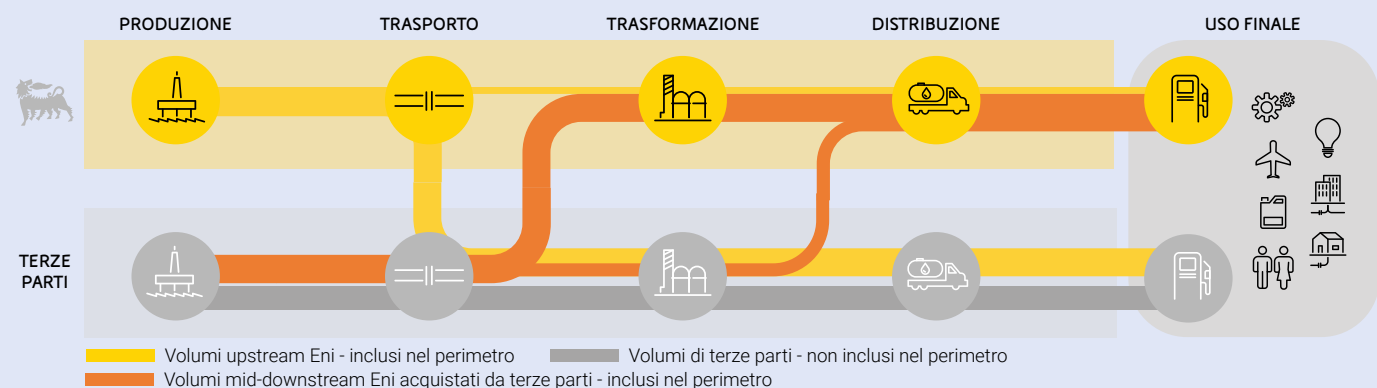 PRODUZIONE TRASPORTO TRASFORMAZIONE DISTRIBUZIONE USO FINALE
TERZE
PARTI
Volumi upstream Eni - inclusi nel perimetro Volumi di terze parti - non inclusi nel perimetro
Volumi mid-downstream Eni acquistati da terze parti - inclusi nel perimetro